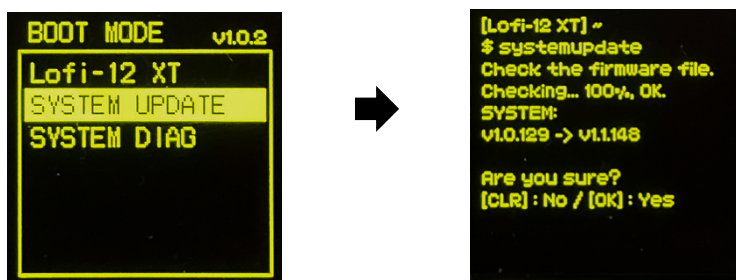 BOOT MODE v1.0.2
Lofi-12 XT
SYSTEM UPDATE
SYSTEM DIAG
[Lofi-12 XT] ~
$ systemupdate
Check the firmware file.
Checking... 100%, OK.
SYSTEM:
v1.0.129 -> v1.1.148
Are you sure?
[CLR] : No / [OK] : Yes